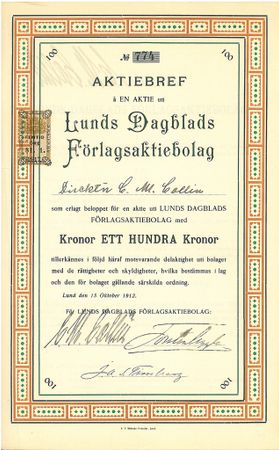 100 100
№ 774
AKTIEBREF
å EN AKTIE uti
Lunds Dagblads
Förlagsaktiebolag
Direktör C. M. Collin
som erlagt beloppet för en aktie uti LUNDS DAGBLADS
FÖRLAGSAKTIEBOLAG med
Kronor ETT HUNDRA Kronor
tillerkännes i följd häraf motsvarande delaktighet uti bolaget
med de rättigheter och skyldigheter, hvilka bestämmas i lag
och den för bolaget gällande särskilda ordning.
Lund den 15 Oktober 1912.
För LUNDS DAGBLADS FÖRLAGSAKTIEBOLAG:
C. M. Collin
100 100